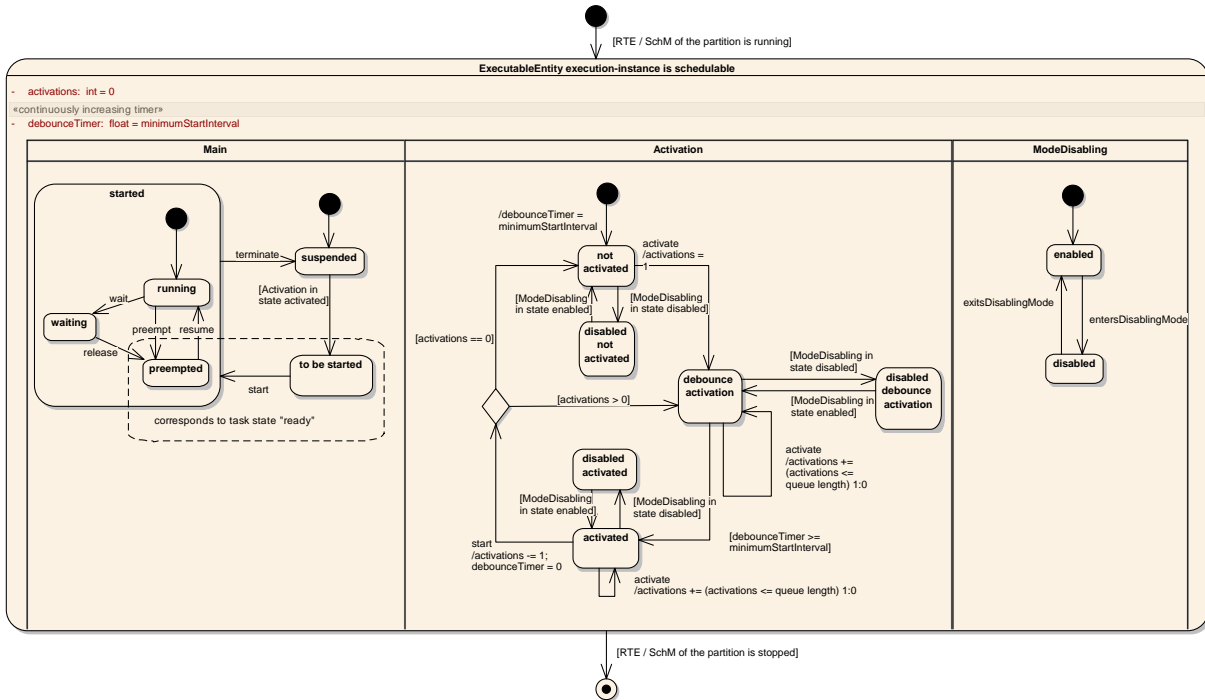 [RTE / SchM of the partition is running]
ExecutableEntity execution-instance is schedulable
- activations: int = 0
«continuously increasing timer»
- debounceTimer: float = minimumStartInterval
Main
started
running
wait
waiting
preempt
resume
release
preempted
terminate
suspended
[Activation in
state activated]
to be started
start
corresponds to task state "ready"
Activation
/debounceTimer =
minimumStartInterval
not
activated
activate
/activations =
1
[ModeDisabling
in state enabled]
[ModeDisabling
in state disabled]
disabled
not
activated
[activations == 0]
[activations > 0]
debounce
activation
[ModeDisabling in
state disabled]
[ModeDisabling in
state enabled]
disabled
debounce
activation
activate
/activations +=
(activations <=
queue length) 1:0
disabled
activated
[ModeDisabling
in state enabled]
[ModeDisabling in
state disabled]
activated
start
/activations -= 1;
debounceTimer = 0
[debounceTimer >=
minimumStartInterval]
activate
/activations += (activations <= queue length) 1:0
ModeDisabling
enabled
exitsDisablingMode
entersDisablingMode
disabled
[RTE / SchM of the partition is stopped]